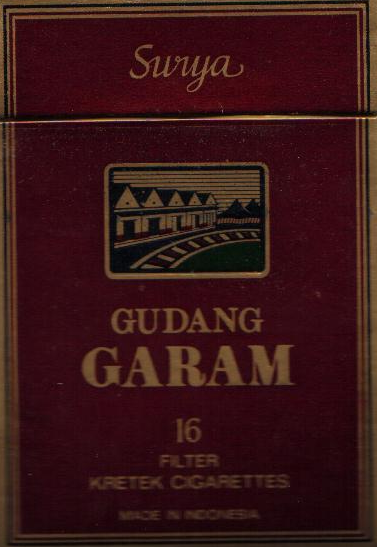 Surya
GUDANG
GARAM
16
FILTER
KRETEK CIGARETTES
MADE IN INDONESIA